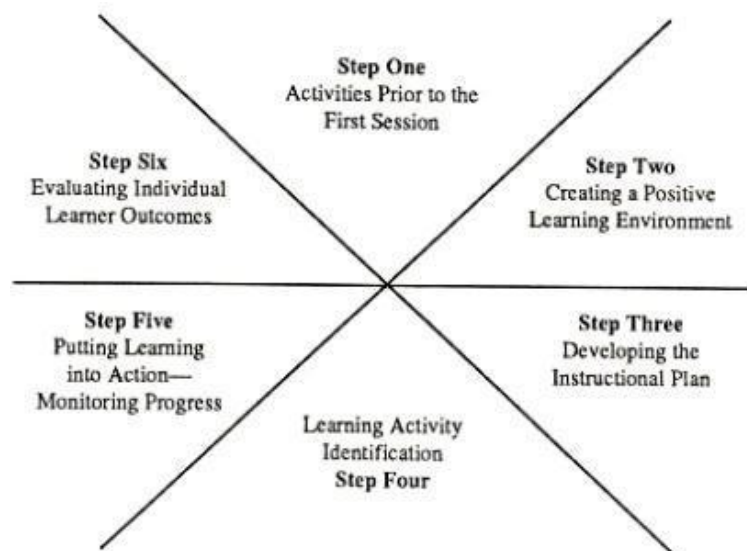 Step One
Activities Prior to the
First Session
Step Two
Creating a Positive
Learning Environment
Step Three
Developing the
Instructional Plan
Learning Activity
Identification
Step Four
Step Five
Putting Learning
into Action—
Monitoring Progress
Step Six
Evaluating Individual
Learner Outcomes